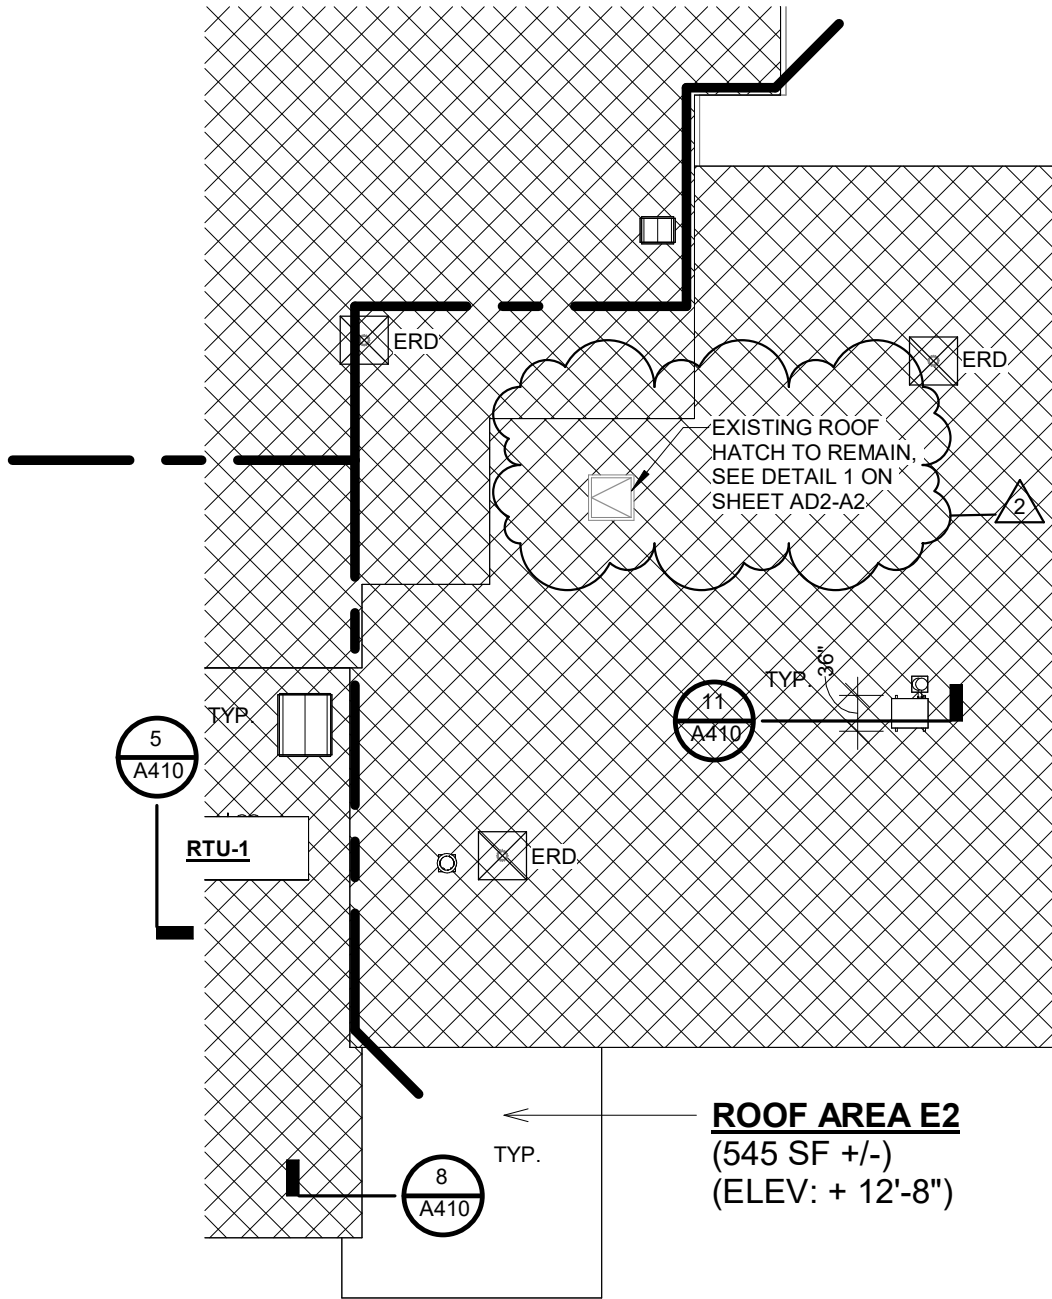 ERD
ERD
EXISTING ROOF
HATCH TO REMAIN,
SEE DETAIL 1 ON
SHEET AD2-A2
2
TYP.
36"
11
A410
TYP.
5
A410
RTU-1
ERD
ROOF AREA E2
(545 SF +/-)
(ELEV: + 12'-8")
TYP.
8
A410